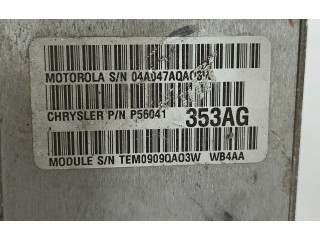 MOTOROLA S/N 04A047AQA03W
CHRYSLER P/N P56041 353AG
MODULE S/N TEM0909QA03W WB4AA